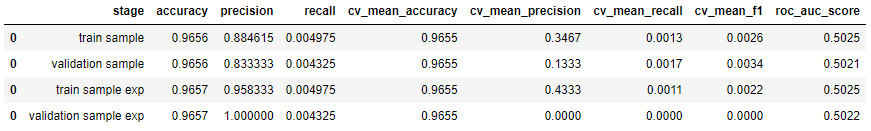 stage accuracy precision recall cv_mean_accuracy cv_mean_precision cv_mean_recall cv_mean_f1 roc_auc_score
0 train sample 0.9656 0.884615 0.004975 0.9655 0.3467 0.0013 0.0026 0.5025
0 validation sample 0.9656 0.833333 0.004325 0.9655 0.1333 0.0017 0.0034 0.5021
0 train sample exp 0.9657 0.958333 0.004975 0.9655 0.4333 0.0011 0.0022 0.5025
0 validation sample exp 0.9657 1.000000 0.004325 0.9655 0.0000 0.0000 0.0000 0.5022